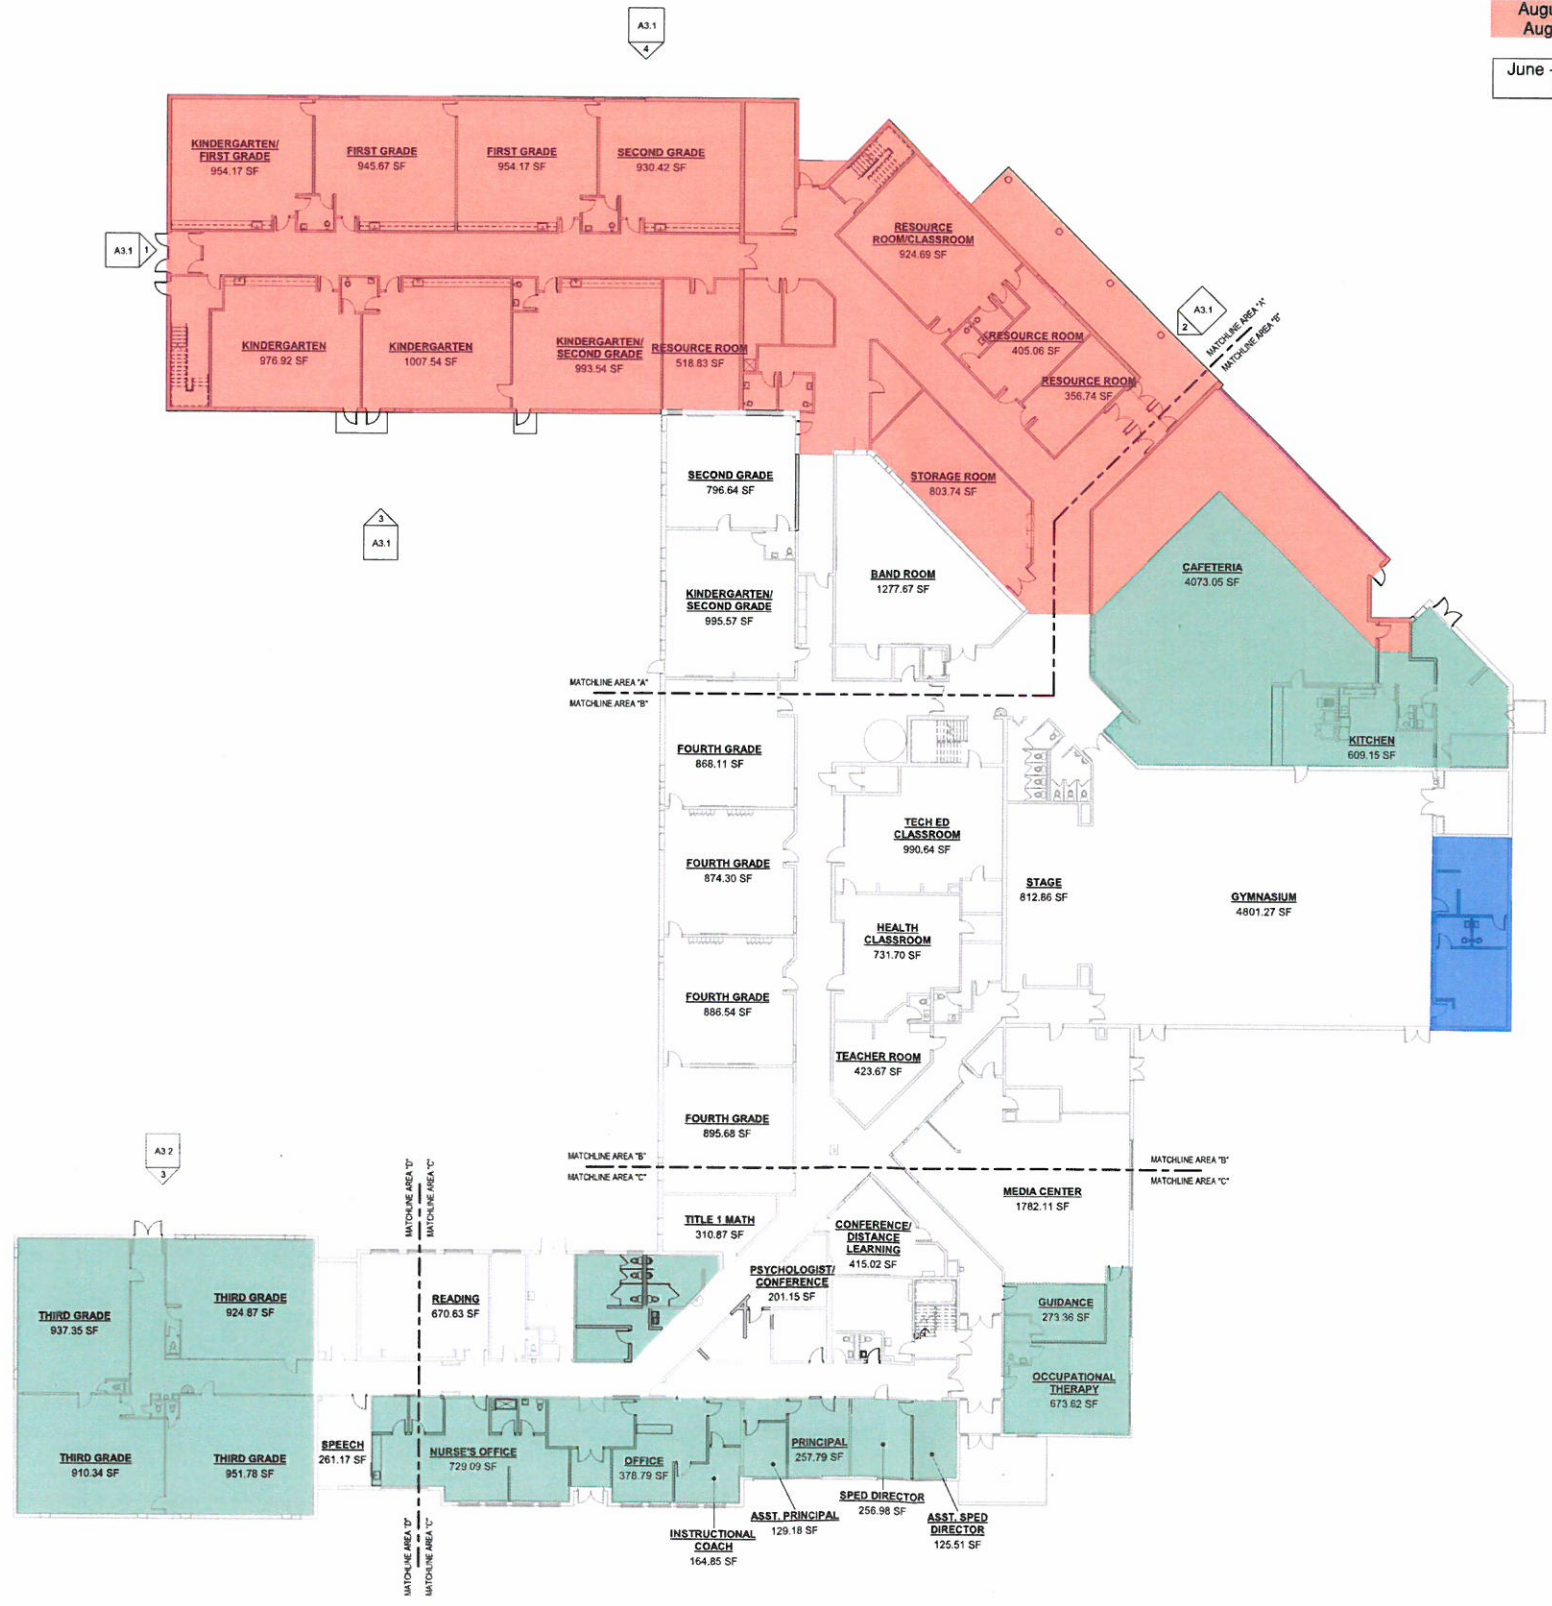 Augu
Aug
June -
A3.1
4
KINDERGARTEN/
FIRST GRADE
954.17 SF
FIRST GRADE
945.67 SF
FIRST GRADE
954.17 SF
SECOND GRADE
930.42 SF
A3.1
1
RESOURCE
ROOM/CLASSROOM
924.69 SF
A3.1
2
MATCHLINE AREA "A"
MATCHLINE AREA "B"
KINDERGARTEN
976.92 SF
KINDERGARTEN
1007.54 SF
KINDERGARTEN/
SECOND GRADE
993.54 SF
RESOURCE ROOM
518.83 SF
RESOURCE ROOM
405.06 SF
RESOURCE ROOM
356.74 SF
SECOND GRADE
796.64 SF
STORAGE ROOM
803.74 SF
3
A3.1
BAND ROOM
1277.67 SF
CAFETERIA
4073.05 SF
KINDERGARTEN/
SECOND GRADE
995.57 SF
MATCHLINE AREA "A"
MATCHLINE AREA "B"
FOURTH GRADE
868.11 SF
KITCHEN
609.15 SF
TECH ED
CLASSROOM
990.64 SF
FOURTH GRADE
874.30 SF
STAGE
812.86 SF
GYMNASIUM
4801.27 SF
HEALTH
CLASSROOM
731.70 SF
FOURTH GRADE
886.54 SF
TEACHER ROOM
423.67 SF
FOURTH GRADE
895.68 SF
A3.2
3
MATCHLINE AREA "B"
MATCHLINE AREA "C"
MATCHLINE AREA "B"
MATCHLINE AREA "C"
MATCHLINE AREA "D"
MATCHLINE AREA "C"
MEDIA CENTER
1782.11 SF
TITLE 1 MATH
310.87 SF
CONFERENCE/
DISTANCE
LEARNING
415.02 SF
PSYCHOLOGIST/
CONFERENCE
201.15 SF
THIRD GRADE
937.35 SF
THIRD GRADE
924.87 SF
READING
670.63 SF
GUIDANCE
273.36 SF
OCCUPATIONAL
THERAPY
673.62 SF
THIRD GRADE
910.34 SF
THIRD GRADE
951.78 SF
SPEECH
261.17 SF
NURSE'S OFFICE
729.09 SF
OFFICE
378.79 SF
PRINCIPAL
257.79 SF
SPED DIRECTOR
256.98 SF
ASST. PRINCIPAL
129.18 SF
ASST. SPED
DIRECTOR
125.51 SF
INSTRUCTIONAL
COACH
164.85 SF
MATCHLINE AREA "D"
MATCHLINE AREA "C"